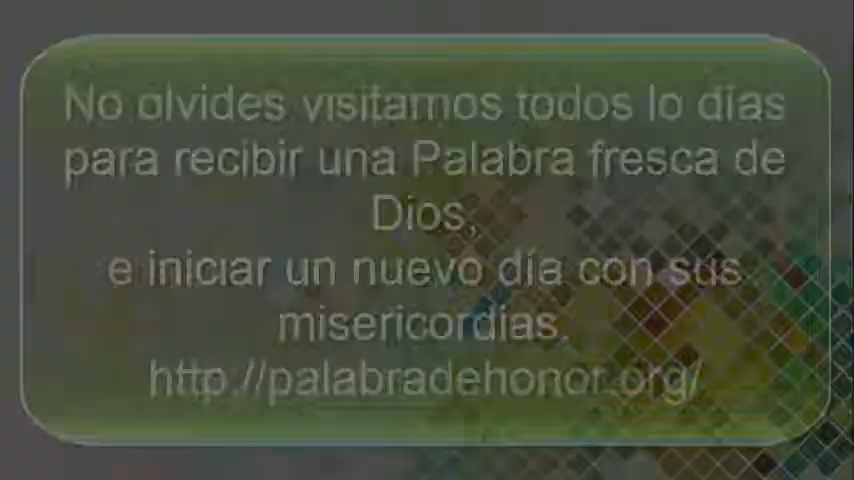 No olvides visitarnos todos lo días
para recibir una Palabra fresca de
Dios,
e iniciar un nuevo día con sus
misericordias.
http://palabradehonor.org/